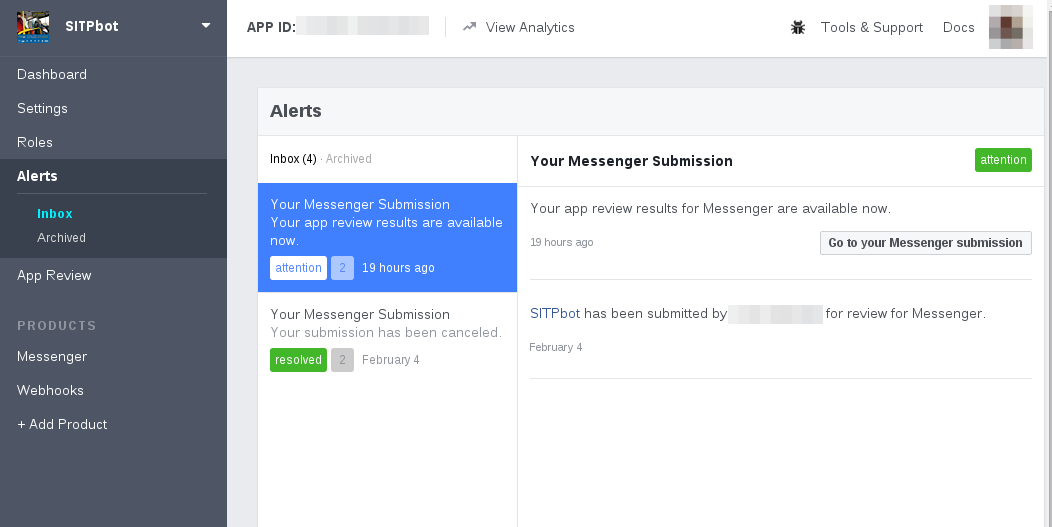 SITPbot
APP ID:
View Analytics
Tools & Support
Docs
Dashboard
Settings
Roles
Alerts
Inbox
Archived
App Review
PRODUCTS
Messenger
Webhooks
+ Add Product
Alerts
Inbox (4) · Archived
Your Messenger Submission
Your app review results are available
now.
attention 2 19 hours ago
Your Messenger Submission
Your submission has been canceled.
resolved 2 February 4
Your Messenger Submission
attention
Your app review results for Messenger are available now.
19 hours ago
Go to your Messenger submission
SITPbot has been submitted by for review for Messenger.
February 4